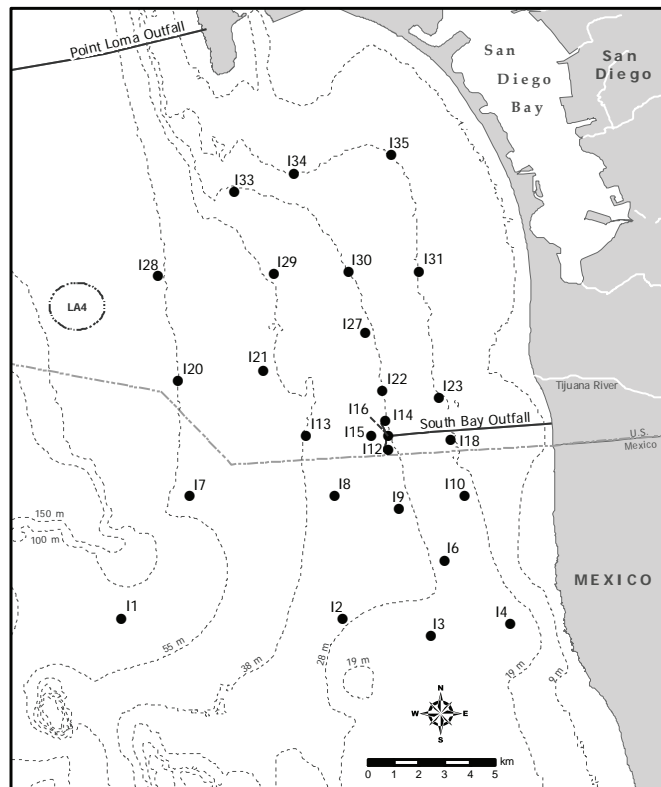 Point Loma Outfall
San
Diego
Bay
San
Diego
I35
I34
I33
I28
I29
I30
I31
LA4
I27
I21
I20
I22
I23
Tijuana River
I16
I14
South Bay Outfall
I13
I15
I18
U.S.
Mexico
I12
I7
I8
I9
I10
150 m
100 m
I6
MEXICO
I1
I2
I3
I4
55 m
38 m
28 m
19 m
19 m
9 m
N
W
E
S
km
0
1
2
3
4
5